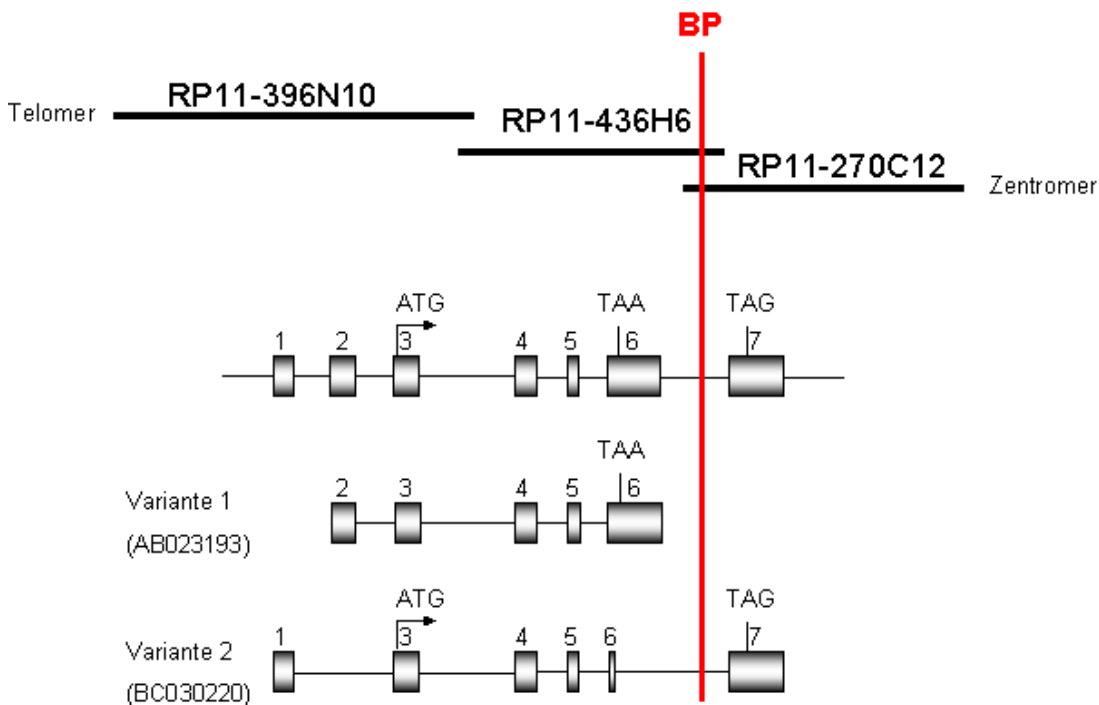 BP
RP11-396N10
Telomer
RP11-436H6
RP11-270C12
Zentromer
ATG TAA TAG
1 2 3 4 5 6 7
TAA
Variante 1 2 3 4 5 6
(AB023193)
ATG TAG
Variante 2 1 3 4 5 6 7
(BC030220)